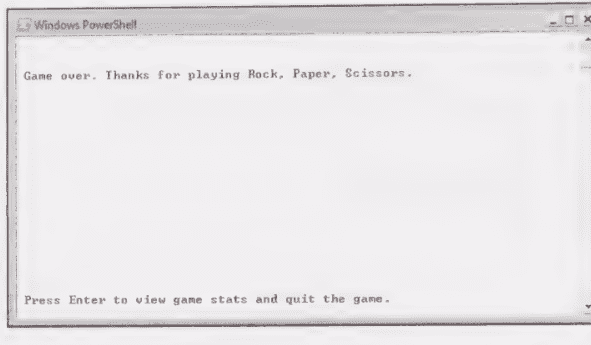 Windows PowerShell
Game over. Thanks for playing Rock, Paper, Scissors.
Press Enter to view game stats and quit the game.